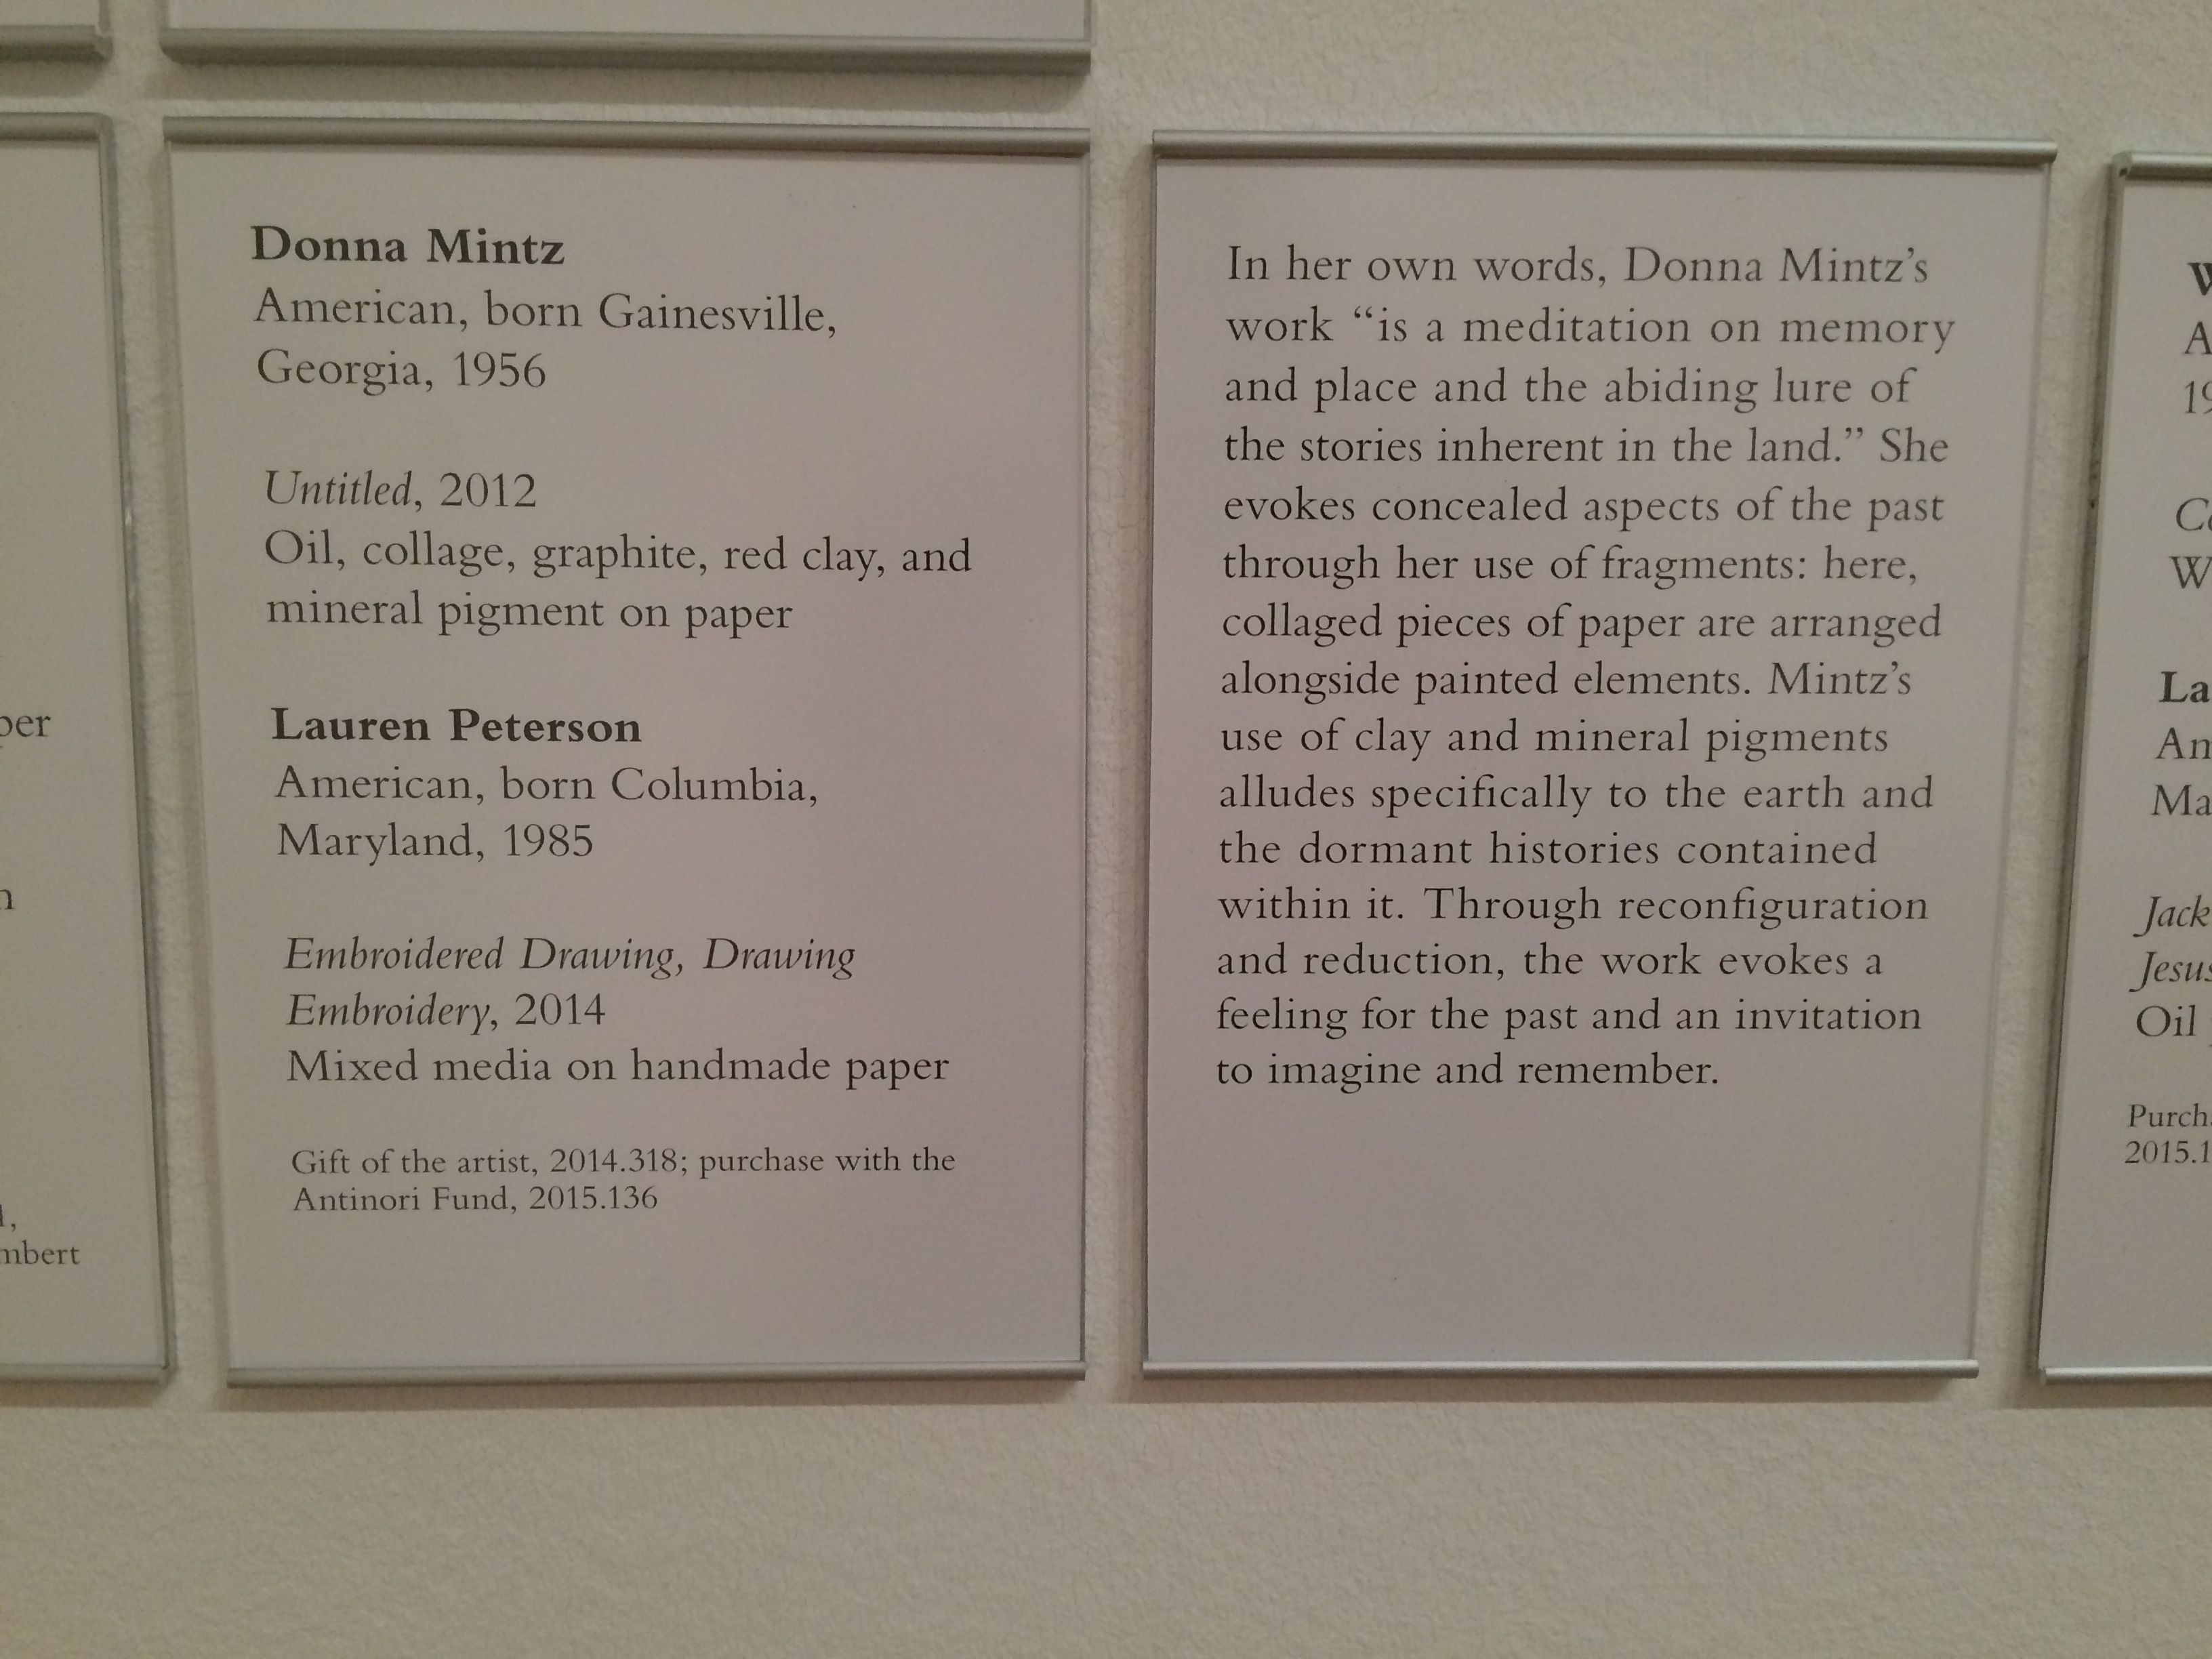 Donna Mintz
American, born Gainesville,
Georgia, 1956
Untitled, 2012
Oil, collage, graphite, red clay, and
mineral pigment on paper
Lauren Peterson
American, born Columbia,
Maryland, 1985
Embroidered Drawing, Drawing
Embroidery, 2014
Mixed media on handmade paper
Gift of the artist, 2014.318; purchase with the
Antinori Fund, 2015.136
In her own words, Donna Mintz’s
work “is a meditation on memory
and place and the abiding lure of
the stories inherent in the land.” She
evokes concealed aspects of the past
through her use of fragments: here,
collaged pieces of paper are arranged
alongside painted elements. Mintz’s
use of clay and mineral pigments
alludes specifically to the earth and
the dormant histories contained
within it. Through reconfiguration
and reduction, the work evokes a
feeling for the past and an invitation
to imagine and remember.
Jack
Jesus
Oil